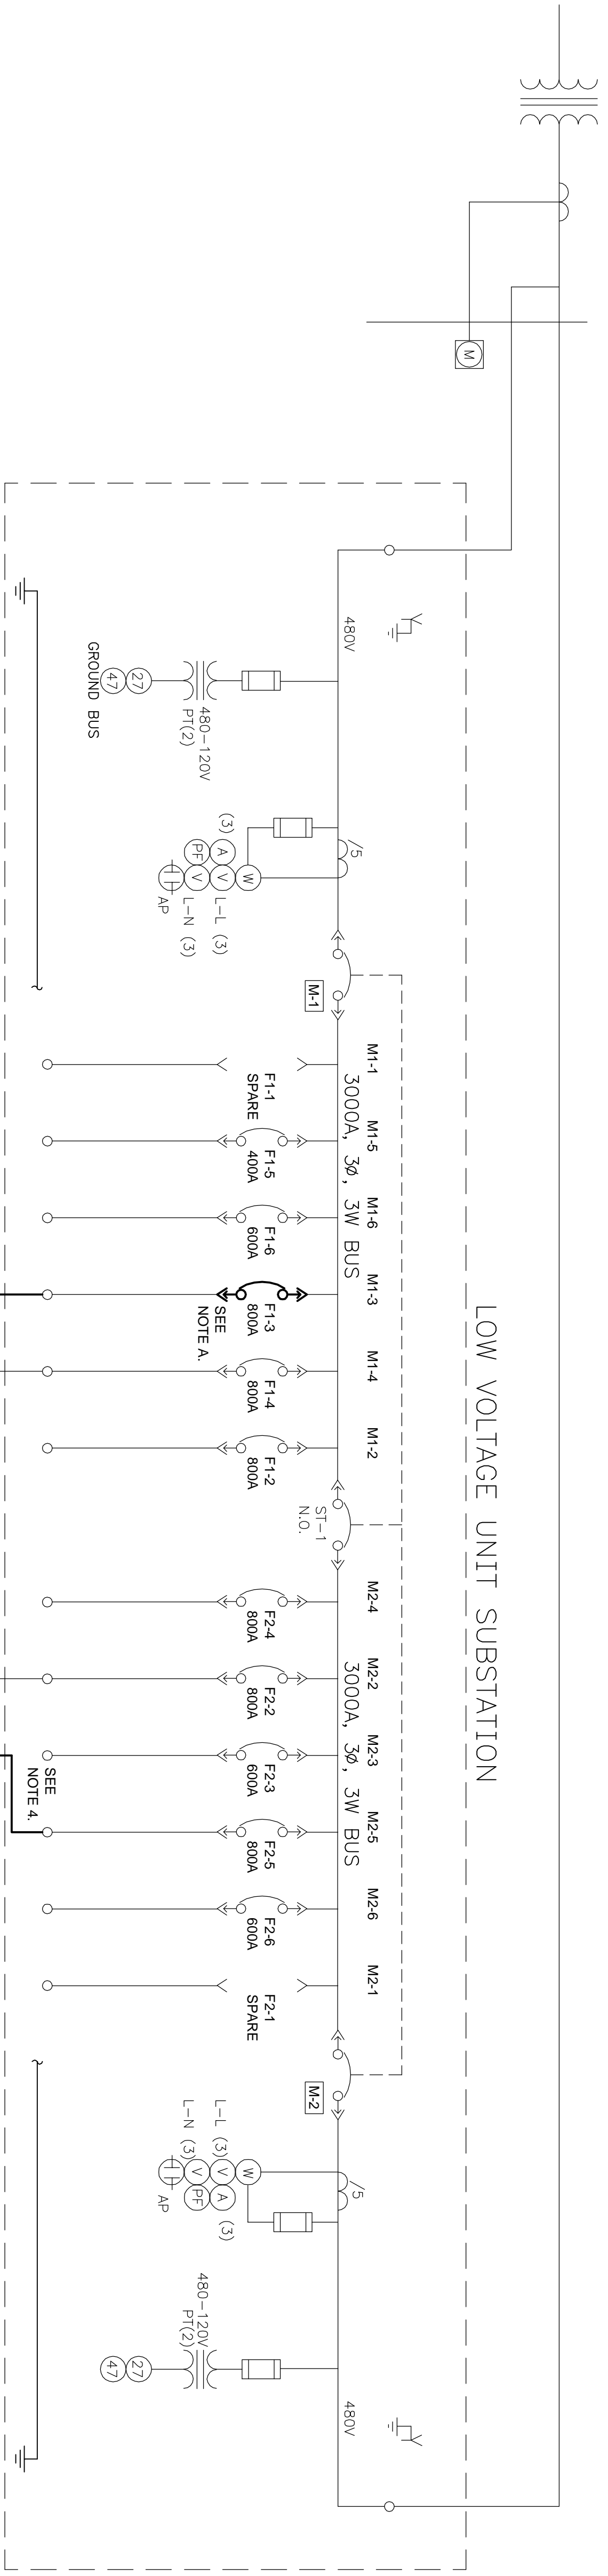 LOW VOLTAGE UNIT SUBSTATION
M
480V
480-120V
PT(2)
27
47
GROUND BUS
/5
(3)
W
A
V
L-L (3)
PF
V
L-N (3)
AP
M-1
M1-1
M1-5
M1-6
M1-3
M1-4
M1-2
3000A, 3Ø, 3W BUS
F1-1
SPARE
F1-5
400A
F1-6
600A
F1-3
800A
SEE
NOTE A.
F1-4
800A
F1-2
800A
ST-1
N.O.
M2-4
M2-2
M2-3
M2-5
M2-6
M2-1
3000A, 3Ø, 3W BUS
F2-4
800A
F2-2
800A
F2-3
600A
F2-5
800A
F2-6
600A
F2-1
SPARE
SEE
NOTE 4.
M-2
/5
W
L-L (3)
V
A
(3)
L-N (3)
V
PF
AP
480-120V
PT(2)
27
47
480V